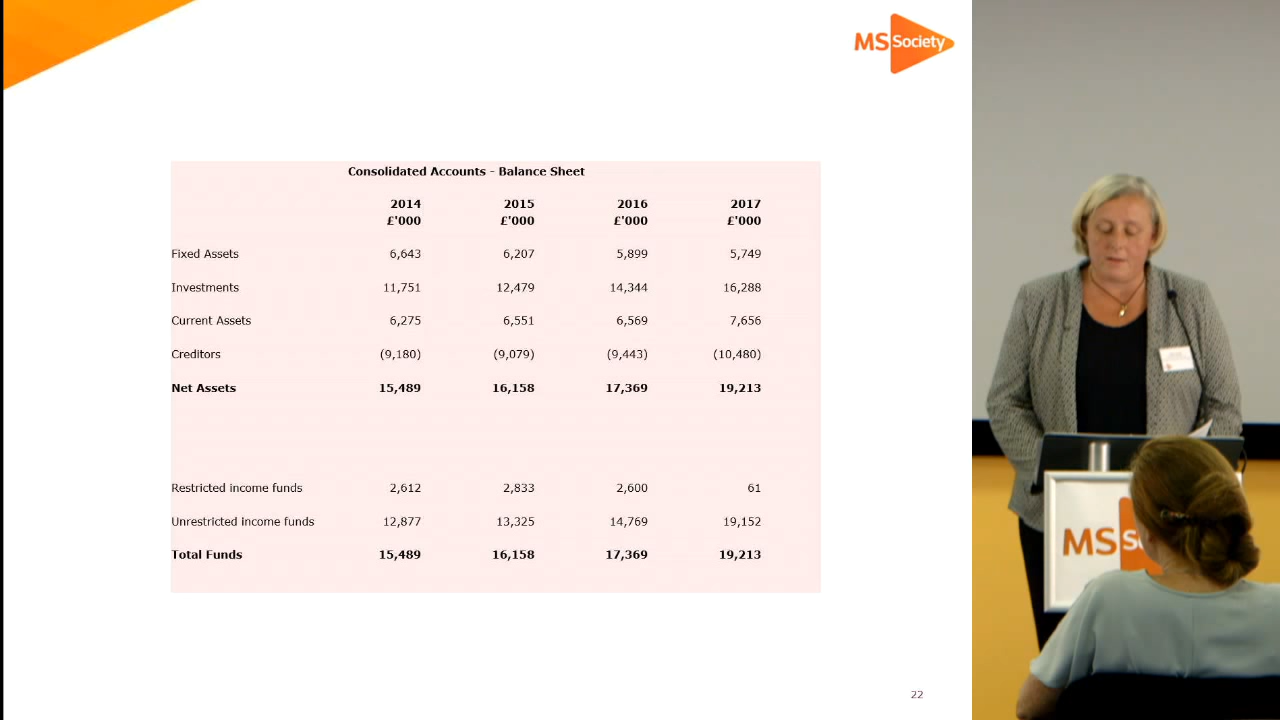 MS Society
Consolidated Accounts - Balance Sheet
2014 2015 2016 2017
£'000 £'000 £'000 £'000
Fixed Assets 6,643 6,207 5,899 5,749
Investments 11,751 12,479 14,344 16,288
Current Assets 6,275 6,551 6,569 7,656
Creditors (9,180) (9,079) (9,443) (10,480)
Net Assets 15,489 16,158 17,369 19,213
Restricted income funds 2,612 2,833 2,600 61
Unrestricted income funds 12,877 13,325 14,769 19,152
Total Funds 15,489 16,158 17,369 19,213
22
MS